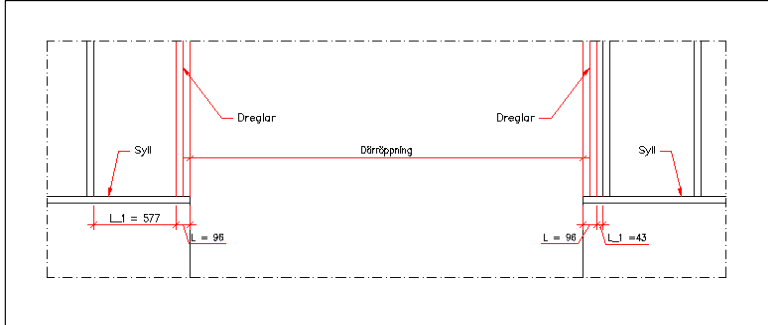 Dreglar
Dreglar
Dörröppning
Syll
Syll
L_1 = 577
L = 96
L = 96
L_1 =43